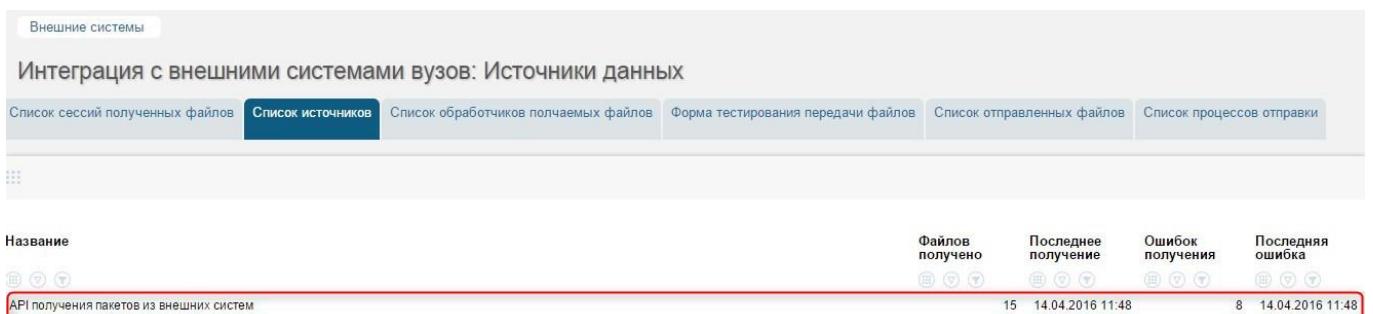 Внешние системы
Интеграция с внешними системами вузов: Источники данных
Список сессий полученных файлов Список источников Список обработчиков полчаемых файлов Форма тестирования передачи файлов Список отправленных файлов Список процессов отправки
Название Файлов получено Последнее получение Ошибок получения Последняя ошибка
API получения пакетов из внешних систем 15 14.04.2016 11:48 8 14.04.2016 11:48